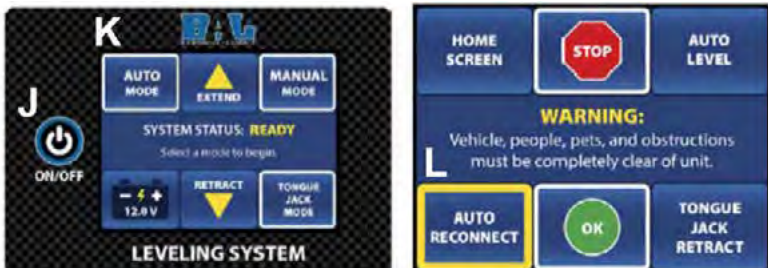 K
BAL
J
AUTO
MODE
EXTEND
MANUAL
MODE
SYSTEM STATUS: READY
Select a mode to begin.
ON/OFF
12.0 V
RETRACT
TONGUE
JACK
MODE
LEVELING SYSTEM
HOME
SCREEN
STOP
AUTO
LEVEL
WARNING:
Vehicle, people, pets, and obstructions
must be completely clear of unit.
L
AUTO
RECONNECT
OK
TONGUE
JACK
RETRACT